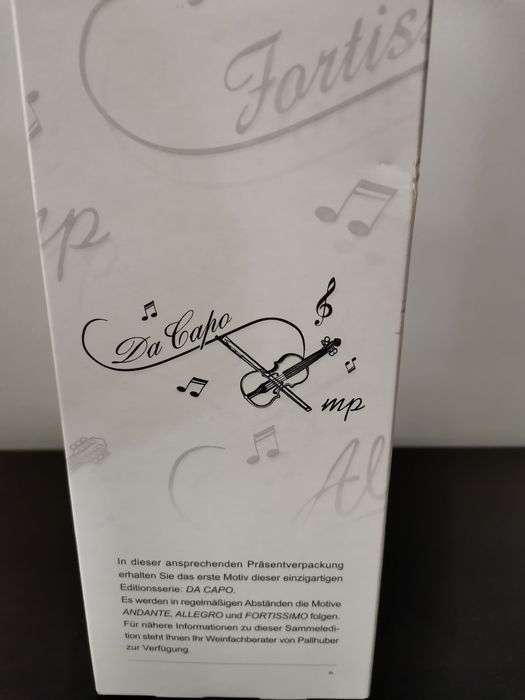 Fortis
mp
Da Capo
mp
Al
In dieser ansprechenden Präsentverpackung
erhalten Sie das erste Motiv dieser einzigartigen
Editionsserie: DA CAPO.
Es werden in regelmäßigen Abständen die Motive
ANDANTE, ALLEGRO und FORTISSIMO folgen.
Für nähere Informationen zu dieser Sammeledi-
tion steht Ihnen Ihr Weinfachberater von Pallhuber
zur Verfügung.